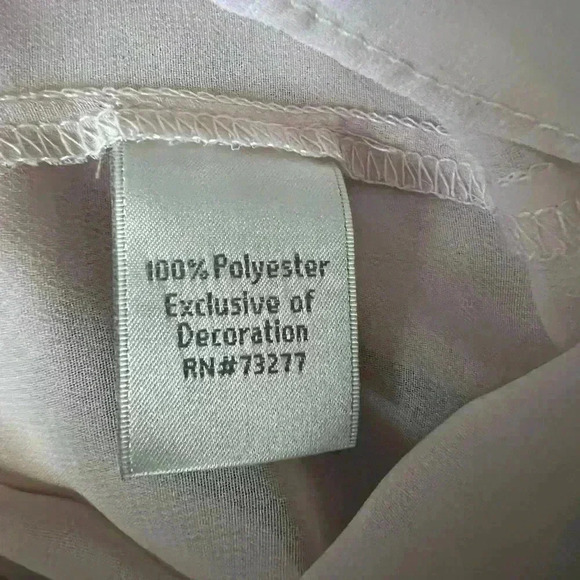 100% Polyester
Exclusive of
Decoration
RN#73277